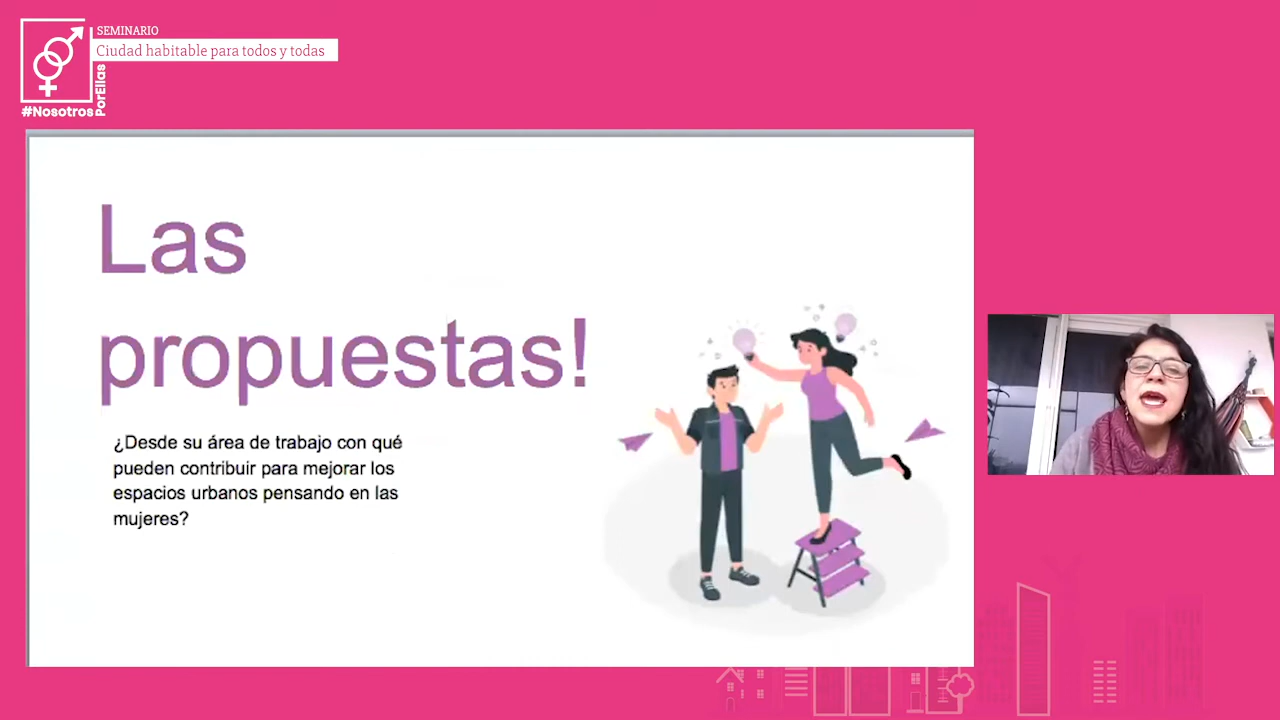 SEMINARIO
Ciudad habitable para todos y todas
#Nosotros
PorEllas
Las
propuestas!
¿Desde su área de trabajo con qué
pueden contribuir para mejorar los
espacios urbanos pensando en las
mujeres?